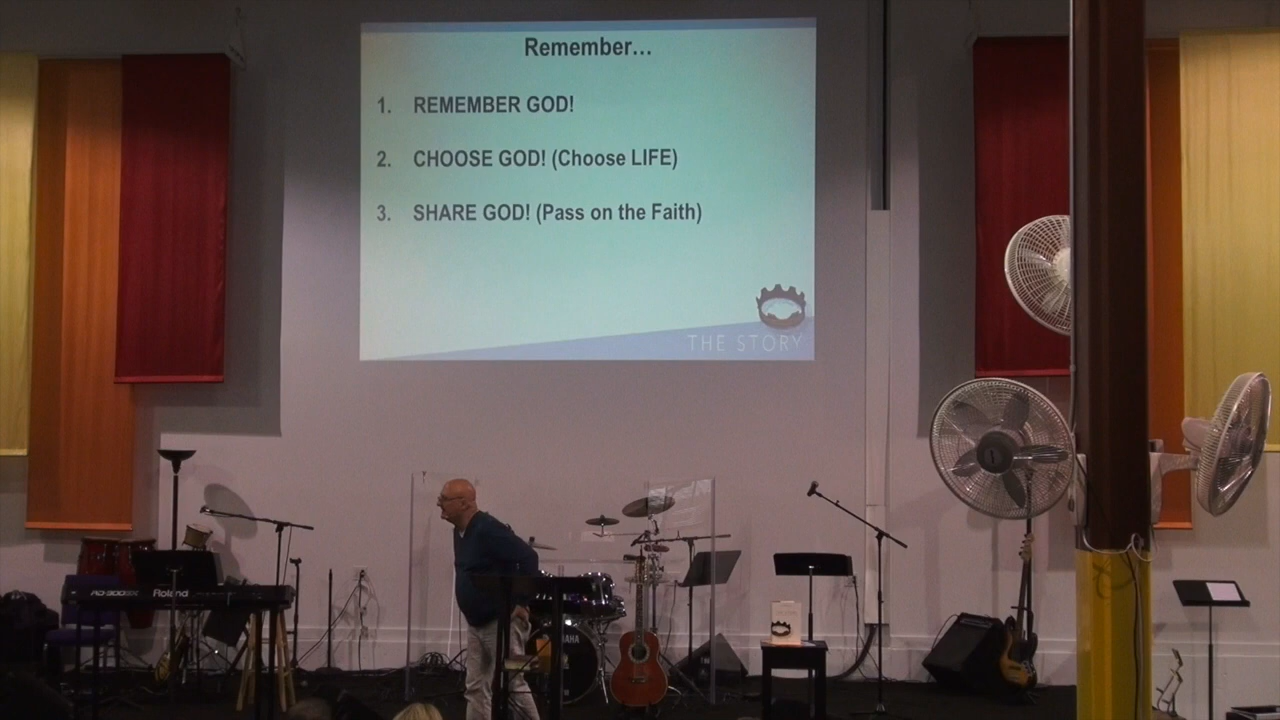 Remember...
1. REMEMBER GOD!
2. CHOOSE GOD! (Choose LIFE)
3. SHARE GOD! (Pass on the Faith)
THE STORY
Roland